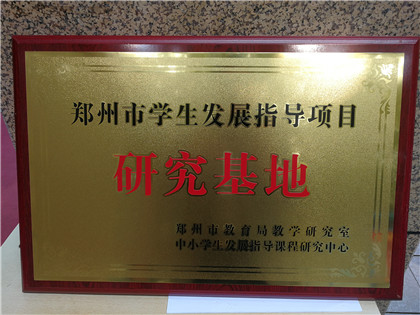 郑州市学生发展指导项目
研究基地
郑州市教育局教学研究室
中小学生发展指导课程研究中心